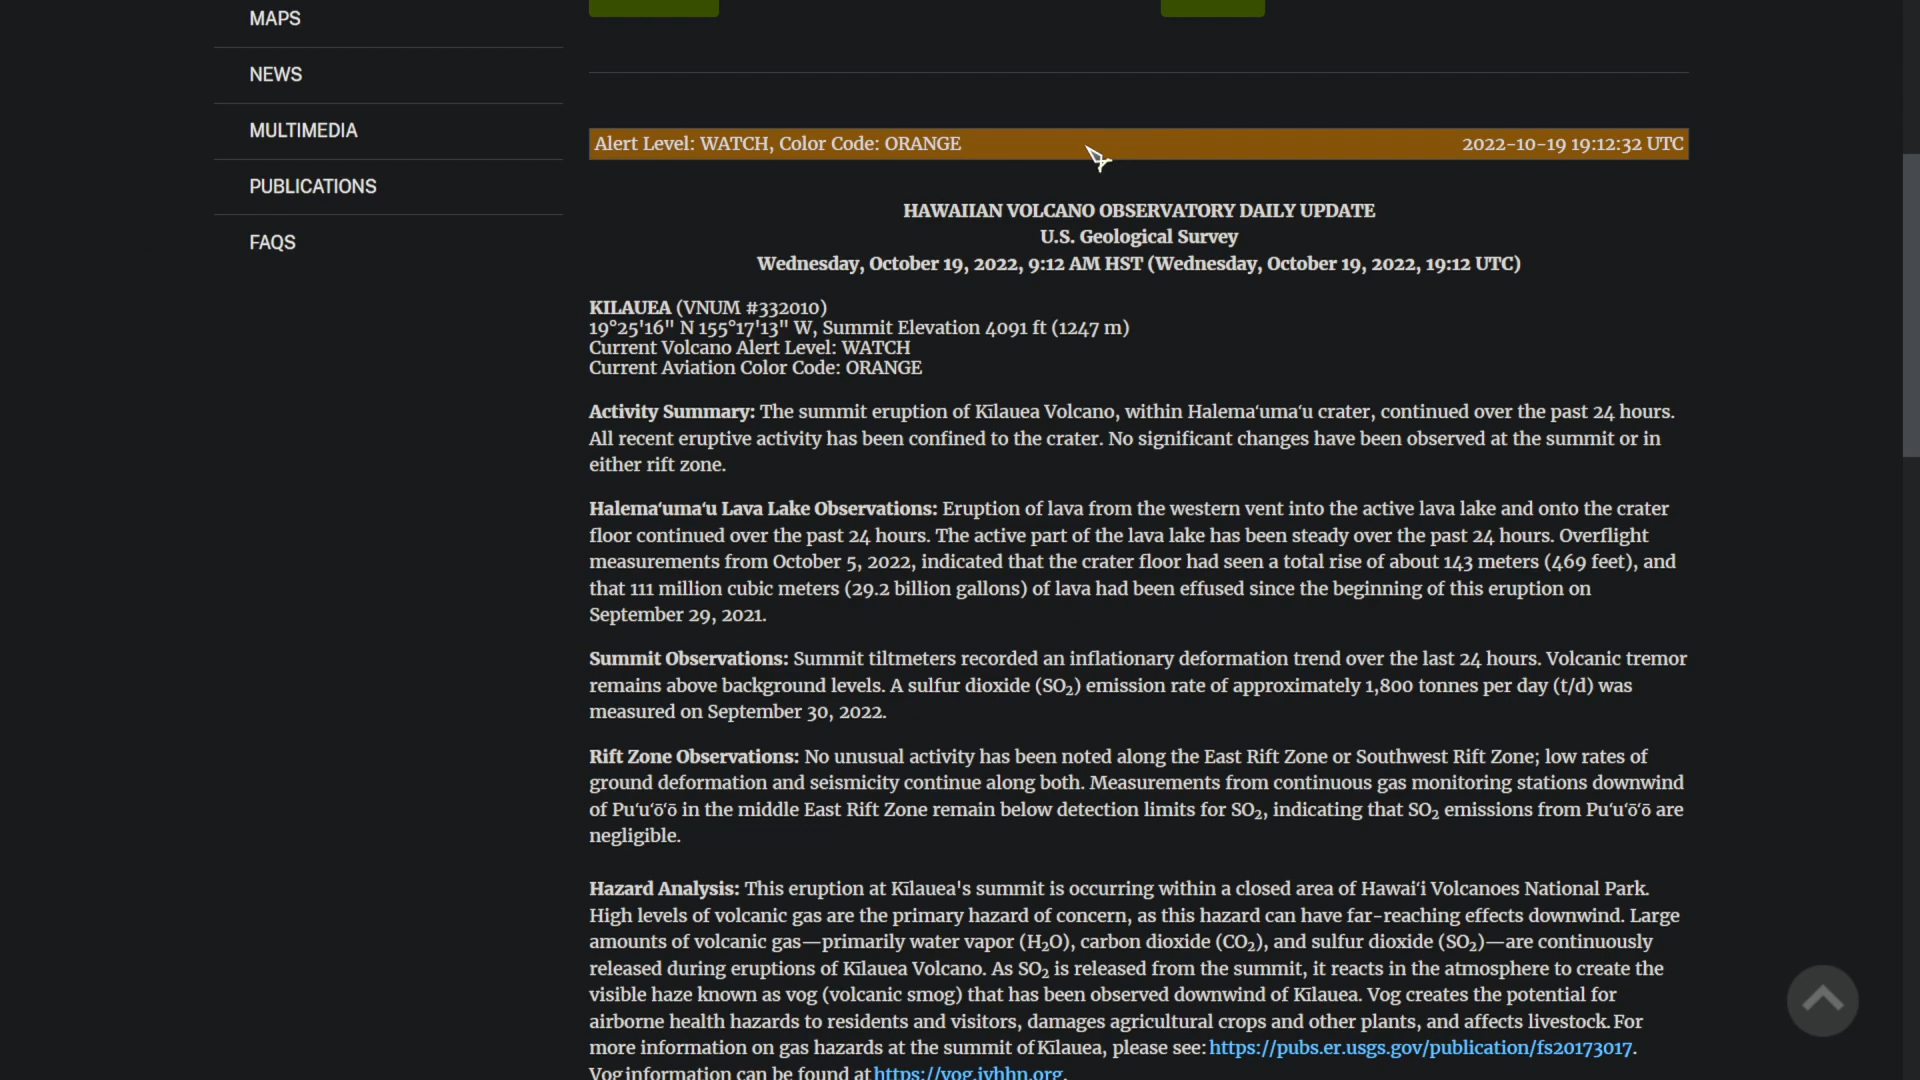 MAPS
NEWS
MULTIMEDIA
PUBLICATIONS
FAQS
Alert Level: WATCH, Color Code: ORANGE 2022-10-19 19:12:32 UTC
HAWAIIAN VOLCANO OBSERVATORY DAILY UPDATE
U.S. Geological Survey
Wednesday, October 19, 2022, 9:12 AM HST (Wednesday, October 19, 2022, 19:12 UTC)
KILAUEA (VNUM #332010)
19°25'16" N 155°17'13" W, Summit Elevation 4091 ft (1247 m)
Current Volcano Alert Level: WATCH
Current Aviation Color Code: ORANGE
Activity Summary: The summit eruption of Kīlauea Volcano, within Halemaʻumaʻu crater, continued over the past 24 hours.
All recent eruptive activity has been confined to the crater. No significant changes have been observed at the summit or in
either rift zone.
Halemaʻumaʻu Lava Lake Observations: Eruption of lava from the western vent into the active lava lake and onto the crater
floor continued over the past 24 hours. The active part of the lava lake has been steady over the past 24 hours. Overflight
measurements from October 5, 2022, indicated that the crater floor had seen a total rise of about 143 meters (469 feet), and
that 111 million cubic meters (29.2 billion gallons) of lava had been effused since the beginning of this eruption on
September 29, 2021.
Summit Observations: Summit tiltmeters recorded an inflationary deformation trend over the last 24 hours. Volcanic tremor
remains above background levels. A sulfur dioxide (SO₂) emission rate of approximately 1,800 tonnes per day (t/d) was
measured on September 30, 2022.
Rift Zone Observations: No unusual activity has been noted along the East Rift Zone or Southwest Rift Zone; low rates of
ground deformation and seismicity continue along both. Measurements from continuous gas monitoring stations downwind
of Puʻuʻōʻō in the middle East Rift Zone remain below detection limits for SO₂, indicating that SO₂ emissions from Puʻuʻōʻō are
negligible.
Hazard Analysis: This eruption at Kīlauea's summit is occurring within a closed area of Hawaiʻi Volcanoes National Park.
High levels of volcanic gas are the primary hazard of concern, as this hazard can have far-reaching effects downwind. Large
amounts of volcanic gas—primarily water vapor (H₂O), carbon dioxide (CO₂), and sulfur dioxide (SO₂)—are continuously
released during eruptions of Kīlauea Volcano. As SO₂ is released from the summit, it reacts in the atmosphere to create the
visible haze known as vog (volcanic smog) that has been observed downwind of Kīlauea. Vog creates the potential for
airborne health hazards to residents and visitors, damages agricultural crops and other plants, and affects livestock. For
more information on gas hazards at the summit of Kīlauea, please see: https://pubs.er.usgs.gov/publication/fs20173017.
Vog information can be found at https://vog.ivhhn.org.